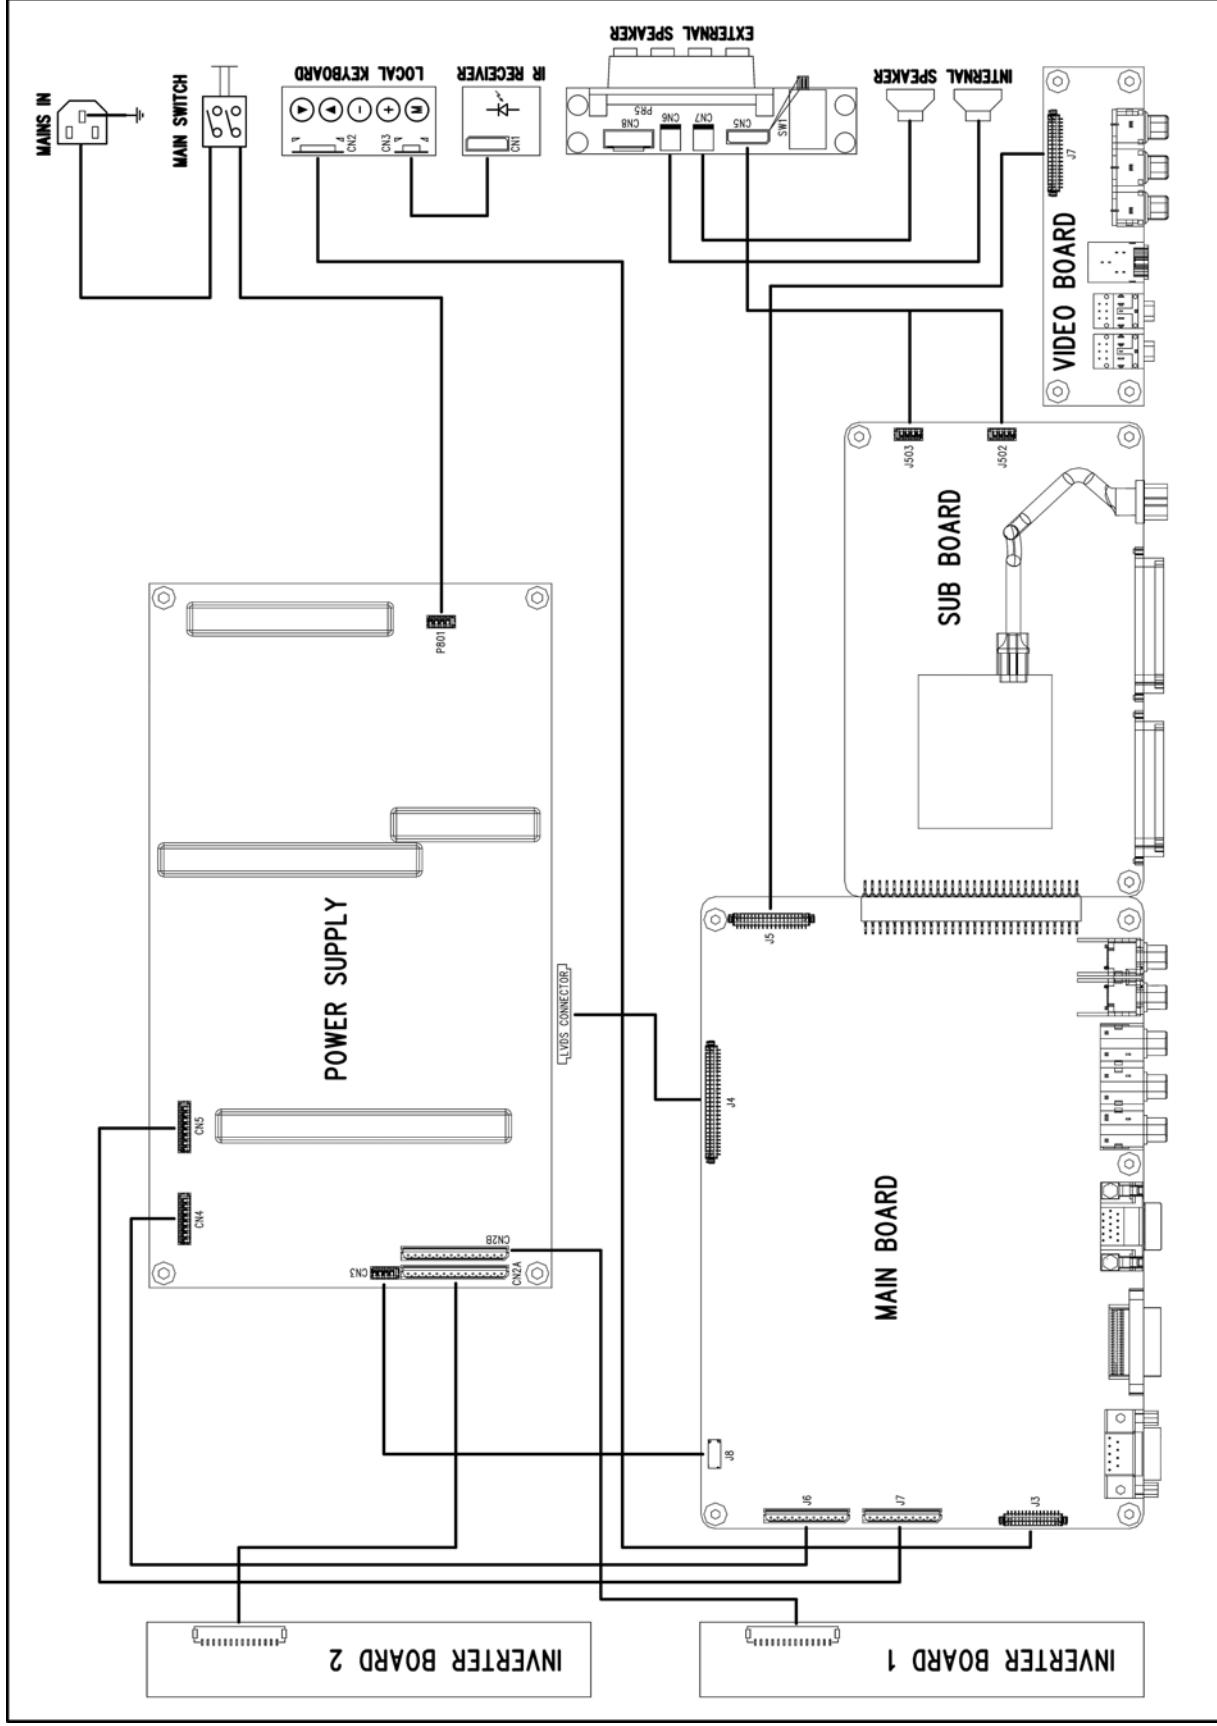 MAINS IN
MAIN SWITCH
LOCAL KEYBOARD
M
CN2
CN3
IR RECEIVER
CN1
EXTERNAL SPEAKER
PR5
CN8
CN6
CN7
CN5
SW1
INTERNAL SPEAKER
J7
VIDEO BOARD
J503
J502
SUB BOARD
P801
POWER SUPPLY
LVDS CONNECTOR
CN5
CN4
CN3
CN2B
CN2A
J5
J4
MAIN BOARD
J8
J6
J7
J3
INVERTER BOARD 2
INVERTER BOARD 1